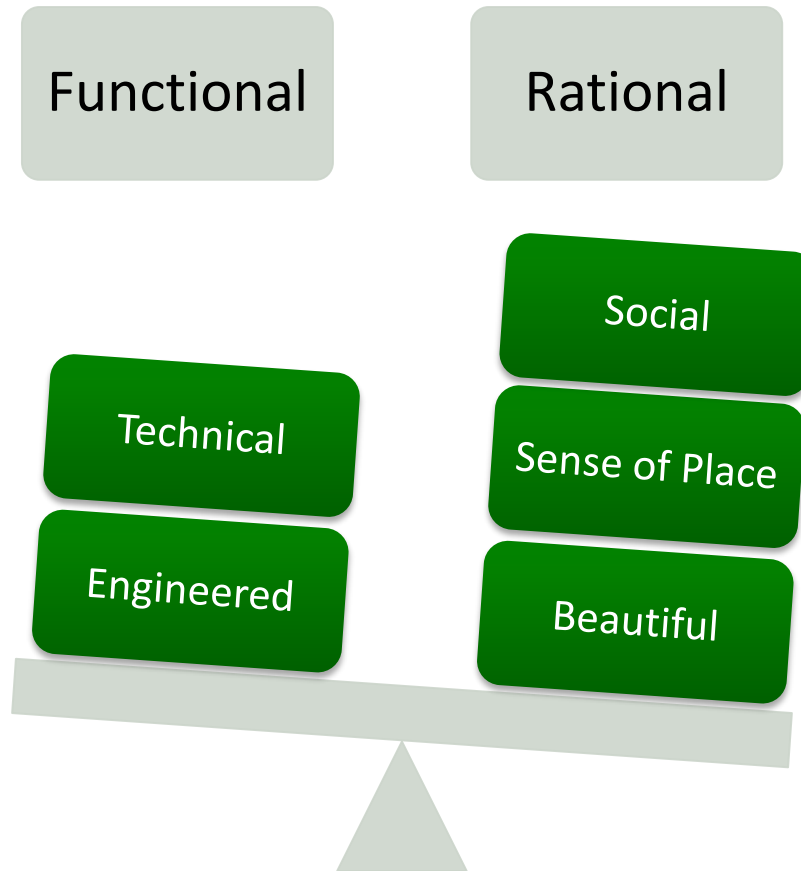 Functional
Rational
Social
Technical
Sense of Place
Engineered
Beautiful